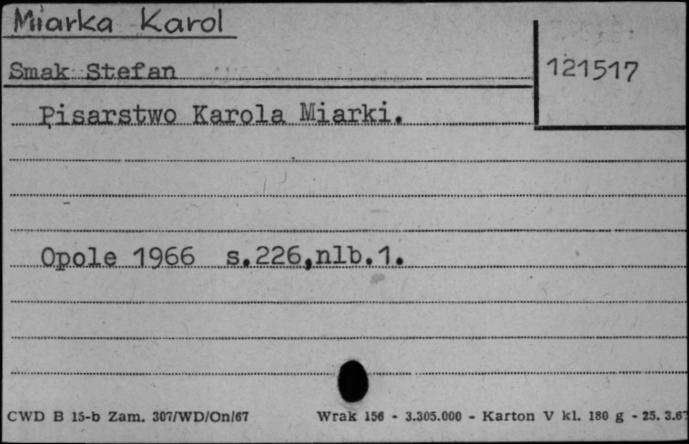 Miarka Karol
Smak Stefan
121517
Pisarstwo Karola Miarki.
Opole 1966 s.226,nlb.1.
CWD B 15-b Zam. 307/WD/On/67 Wrak 156 - 3.305.000 - Karton V kl. 180 g - 25. 3.67